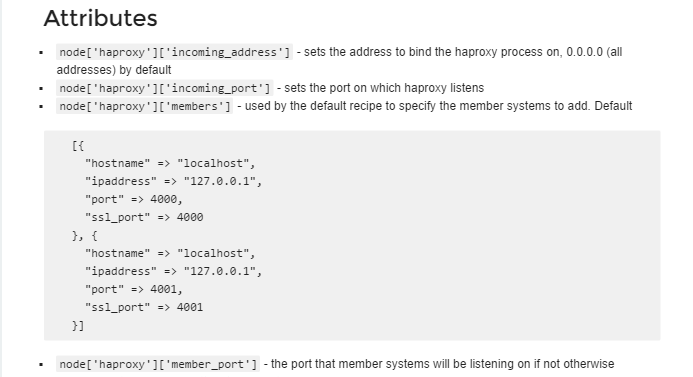 Attributes
node['haproxy']['incoming_address'] - sets the address to bind the haproxy process on, 0.0.0.0 (all
addresses) by default
node['haproxy']['incoming_port'] - sets the port on which haproxy listens
node['haproxy']['members'] - used by the default recipe to specify the member systems to add. Default
[{
"hostname" => "localhost",
"ipaddress" => "127.0.0.1",
"port" => 4000,
"ssl_port" => 4000
}, {
"hostname" => "localhost",
"ipaddress" => "127.0.0.1",
"port" => 4001,
"ssl_port" => 4001
}]
node['haproxy']['member_port'] - the port that member systems will be listening on if not otherwise